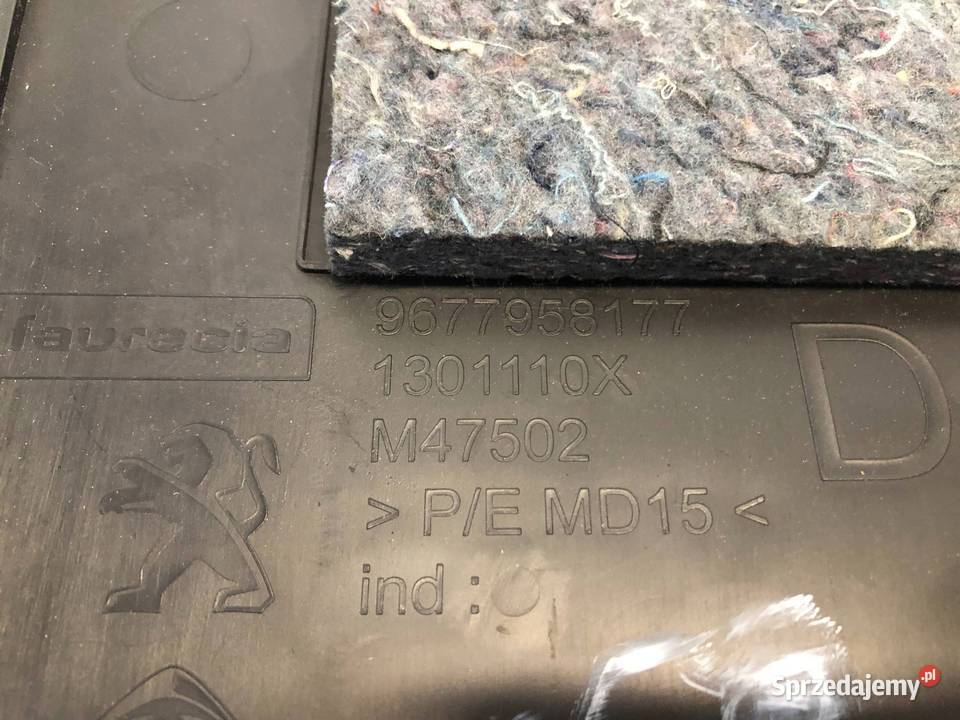 faurecia
9677958177
1301110X
M47502
> P/E MD15 <
ind :
D
Sprzedajemy.pl